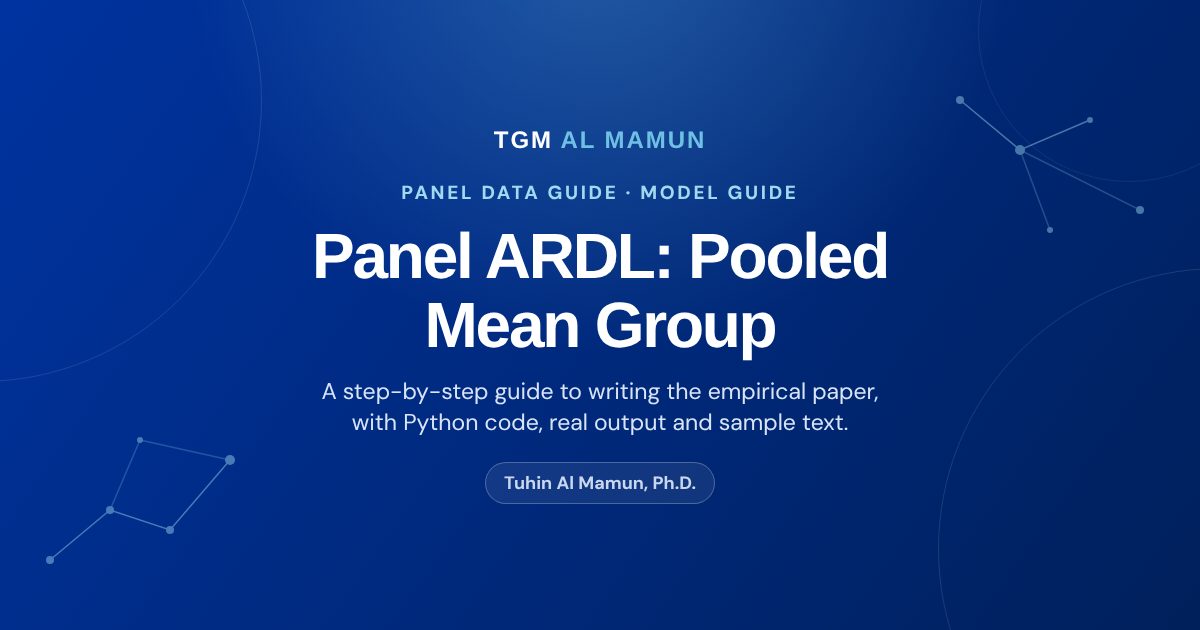 TGM AL MAMUN
PANEL DATA GUIDE · MODEL GUIDE
Panel ARDL: Pooled
Mean Group
A step-by-step guide to writing the empirical paper,
with Python code, real output and sample text.
Tuhin Al Mamun, Ph.D.